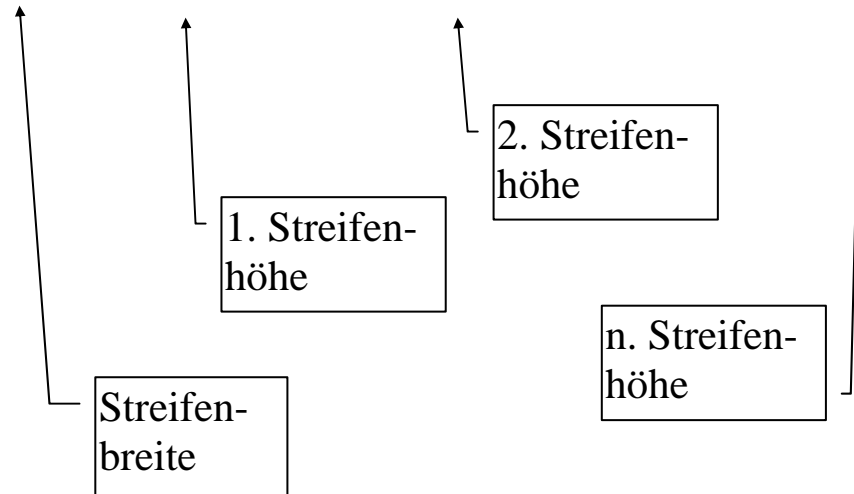 2. Streifen-
höhe
1. Streifen-
höhe
n. Streifen-
höhe
Streifen-
breite